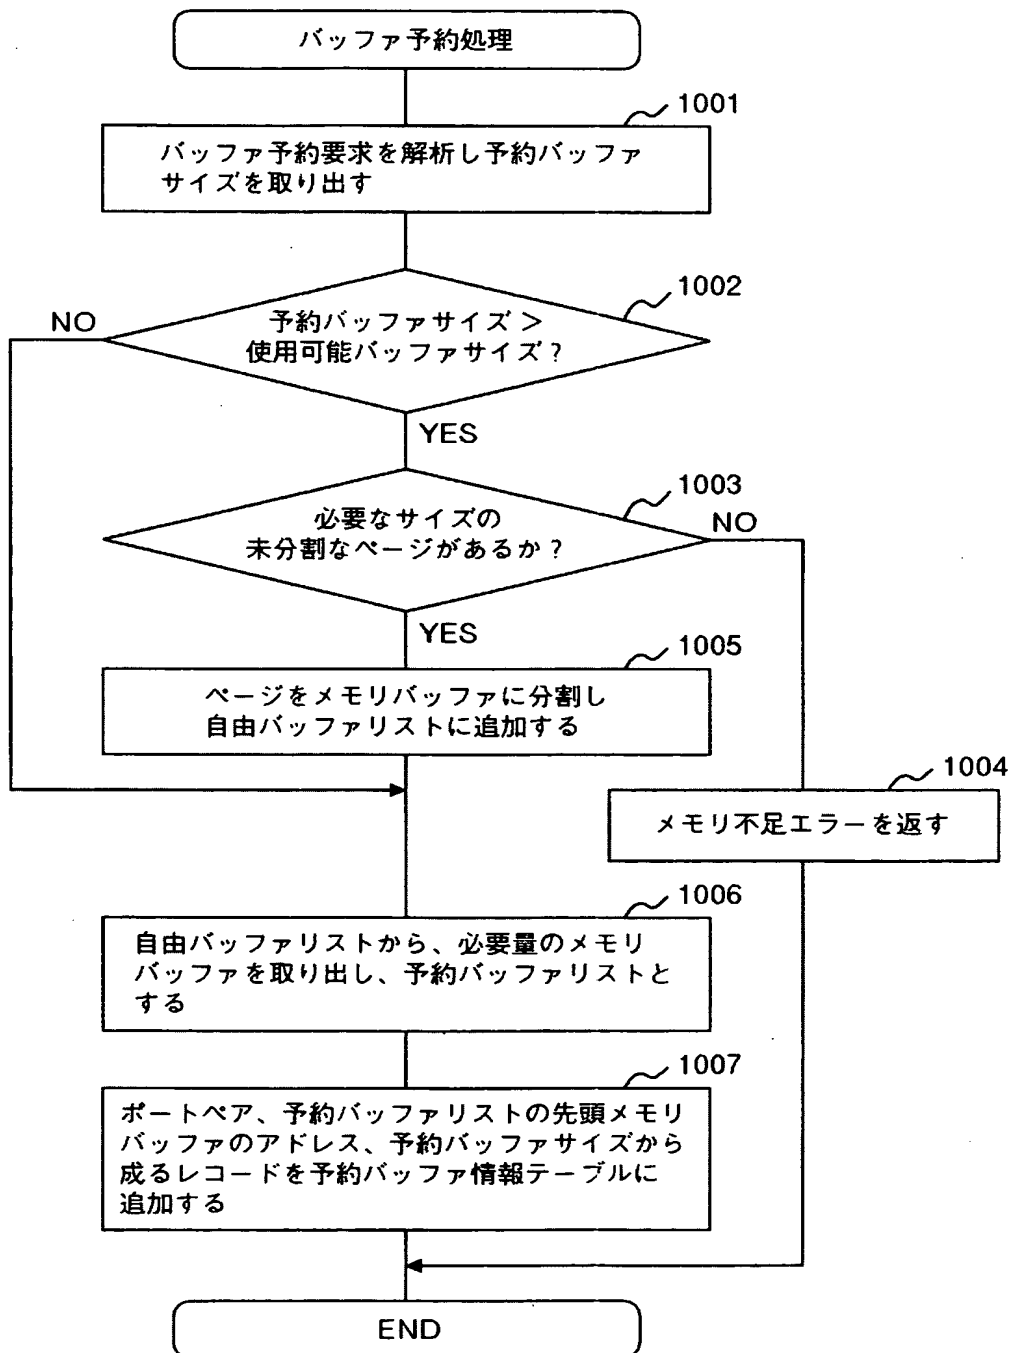 バッファ予約処理
1001
バッファ予約要求を解析し予約バッファ
サイズを取り出す
1002
NO
予約バッファサイズ >
使用可能バッファサイズ?
YES
1003
必要なサイズの
未分割なページがあるか?
NO
YES
1005
ページをメモリバッファに分割し
自由バッファリストに追加する
1004
メモリ不足エラーを返す
1006
自由バッファリストから、必要量のメモリ
バッファを取り出し、予約バッファリストと
する
1007
ポートペア、予約バッファリストの先頭メモリ
バッファのアドレス、予約バッファサイズから
成るレコードを予約バッファ情報テーブルに
追加する
END